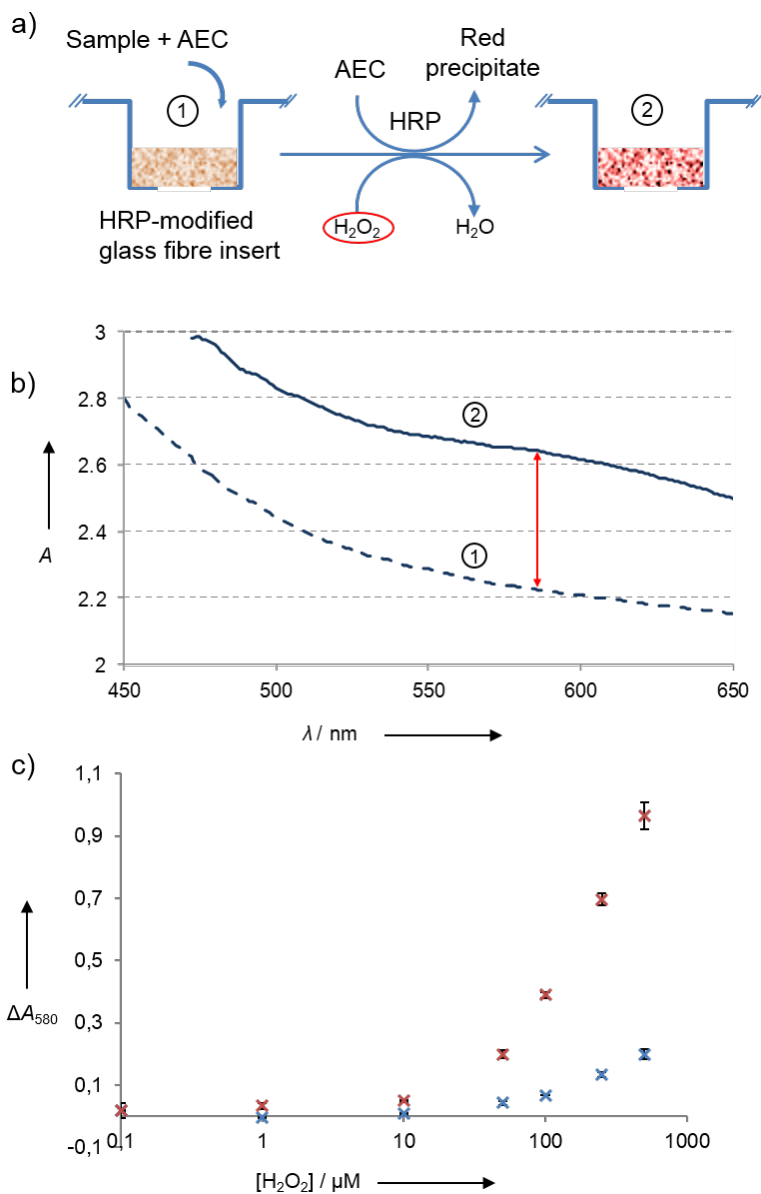 a)
Sample + AEC
1
AEC
Red
precipitate
HRP
2
HRP-modified
glass fibre insert
H₂O₂
H₂O
b)
3
2.8
2.6
2.4
2.2
2
A
2
1
450
500
550
600
650
λ / nm
c)
1,1
0,9
0,7
0,5
0,3
0,1
-0,1
ΔA₅₈₀
0,1
1
10
100
1000
[H₂O₂] / µM